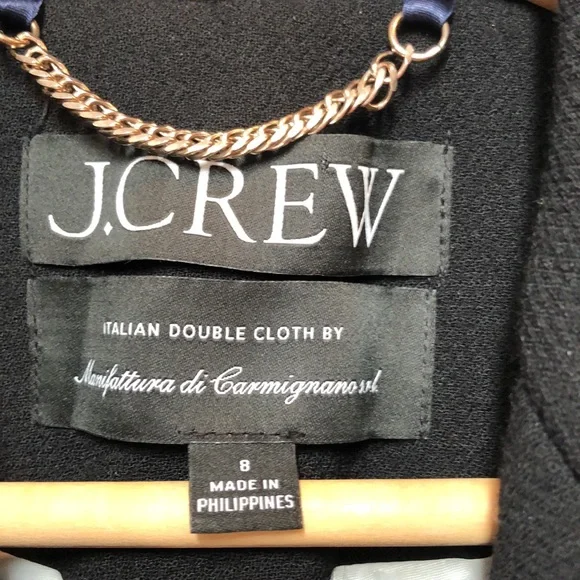 J.CREW
ITALIAN DOUBLE CLOTH BY
Manifattura di Carmignano srl.
8
MADE IN
PHILIPPINES